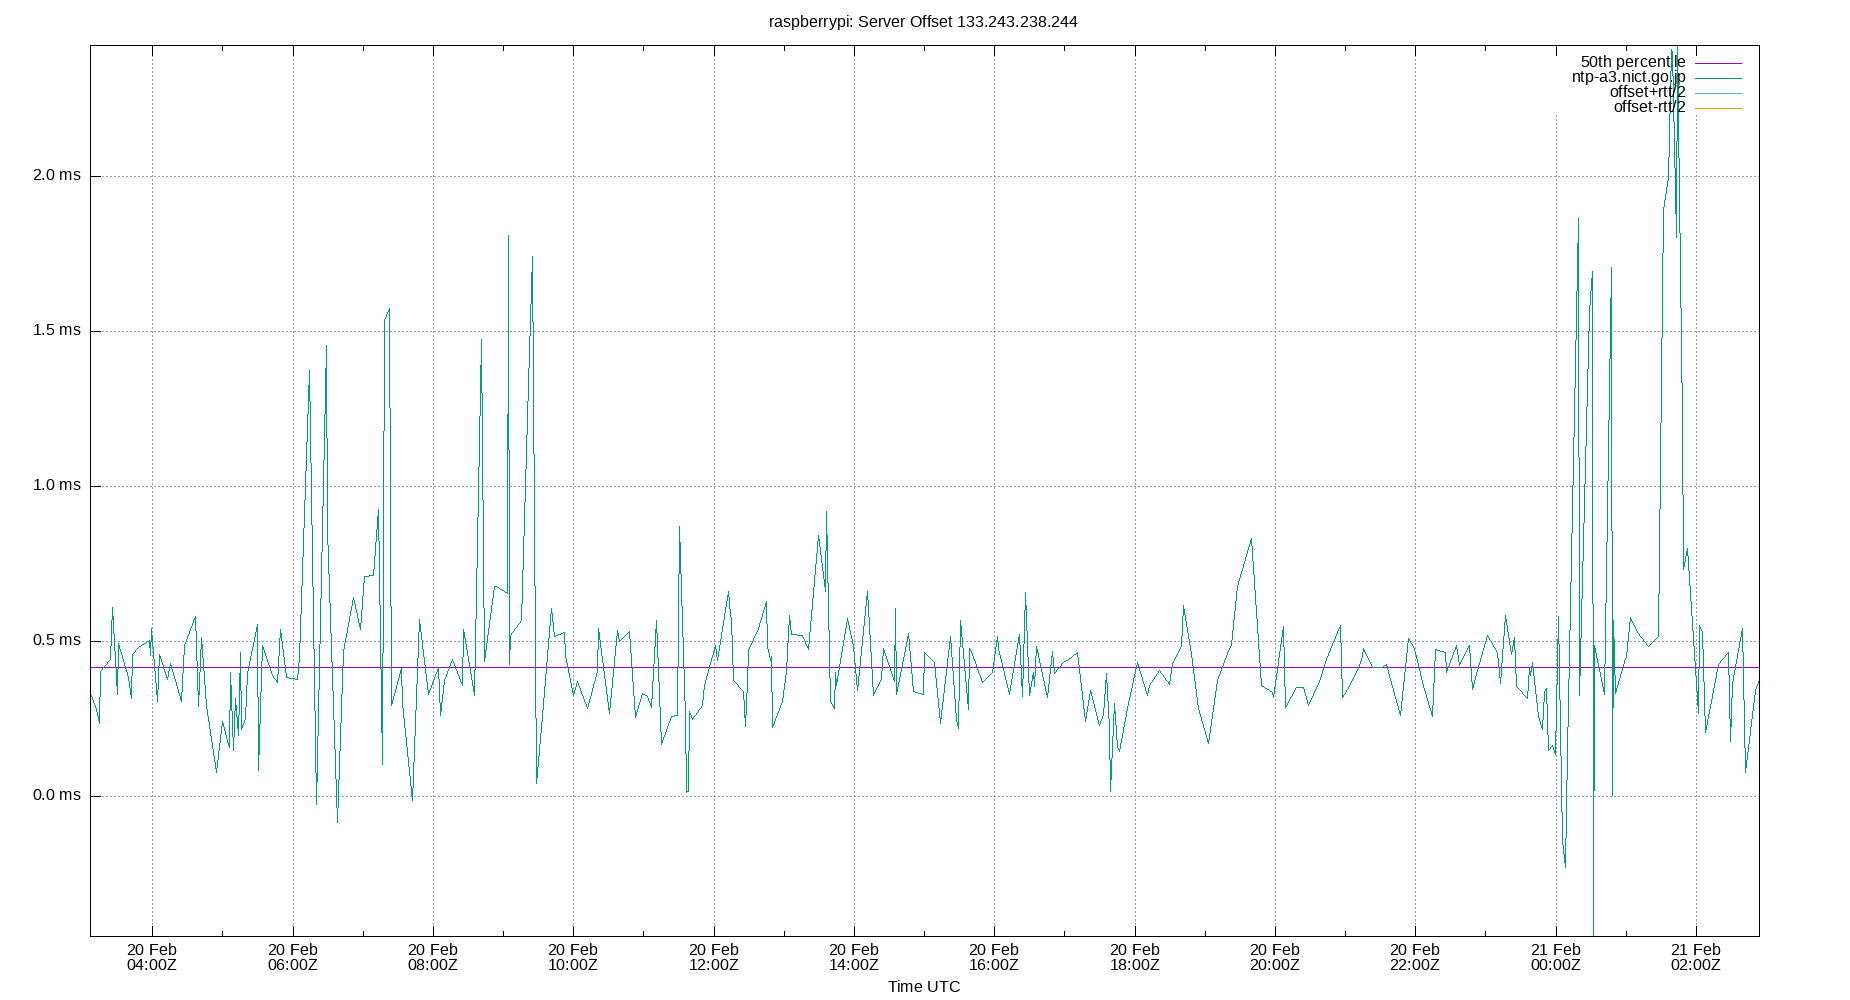 raspberrypi: Server Offset 133.243.238.244
50th percentile
ntp-a3.nict.go.jp
offset+rtt/2
offset-rtt/2
2.0 ms
1.5 ms
1.0 ms
0.5 ms
0.0 ms
20 Feb 20 Feb 20 Feb 20 Feb 20 Feb 20 Feb 20 Feb 20 Feb 20 Feb 20 Feb 21 Feb 21 Feb
04:00Z 06:00Z 08:00Z 10:00Z 12:00Z 14:00Z 16:00Z 18:00Z 20:00Z 22:00Z 00:00Z 02:00Z
Time UTC